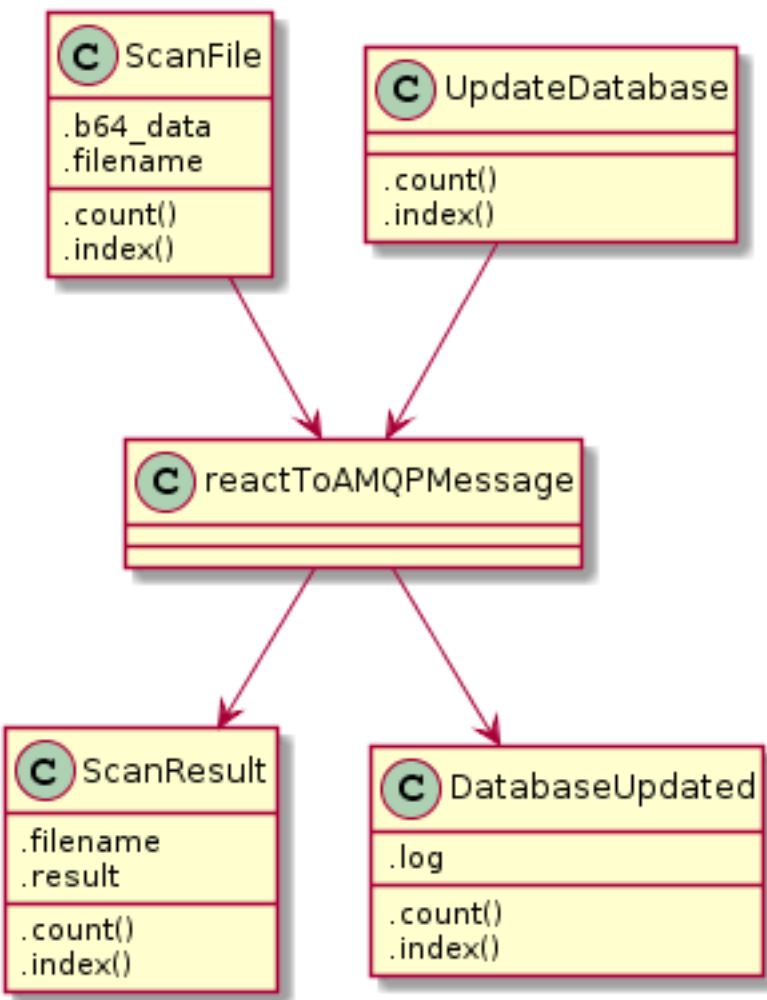 C ScanFile
.b64_data
.filename
.count()
.index()
C UpdateDatabase
.count()
.index()
C reactToAMQPMessage
C ScanResult
.filename
.result
.count()
.index()
C DatabaseUpdated
.log
.count()
.index()